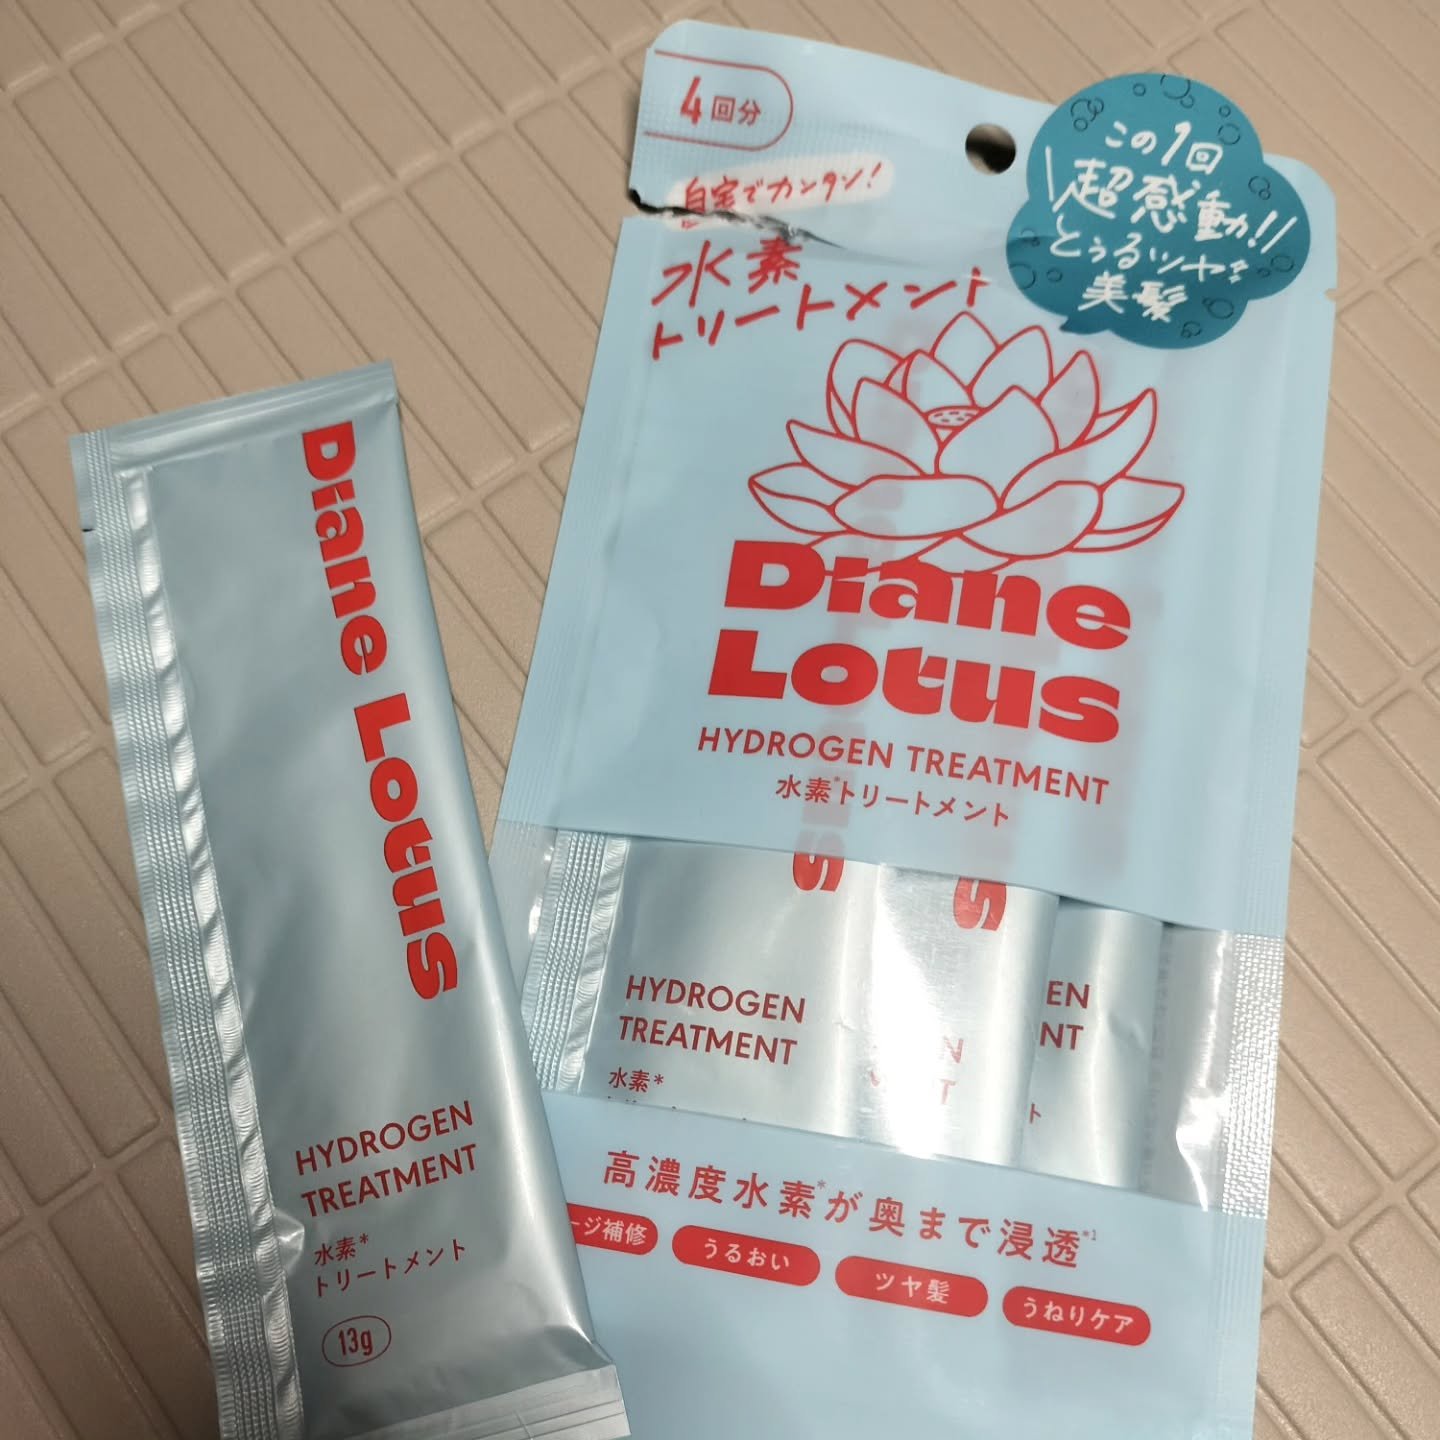 4回分
自宅でカンタン!
水素
トリートメント
この1回
\超感動!!/
とぅるツヤ
美髪
Diane
Lotus
HYDROGEN TREATMENT
水素*トリートメント
S
S
HYDROGEN
TREATMENT
水素*
EN
NT
高濃度水素*が奥まで浸透*1
ージ補修
うるおい
ツヤ髪
うねりケア
Diane Lotus
HYDROGEN
TREATMENT
水素*
トリートメント
13g